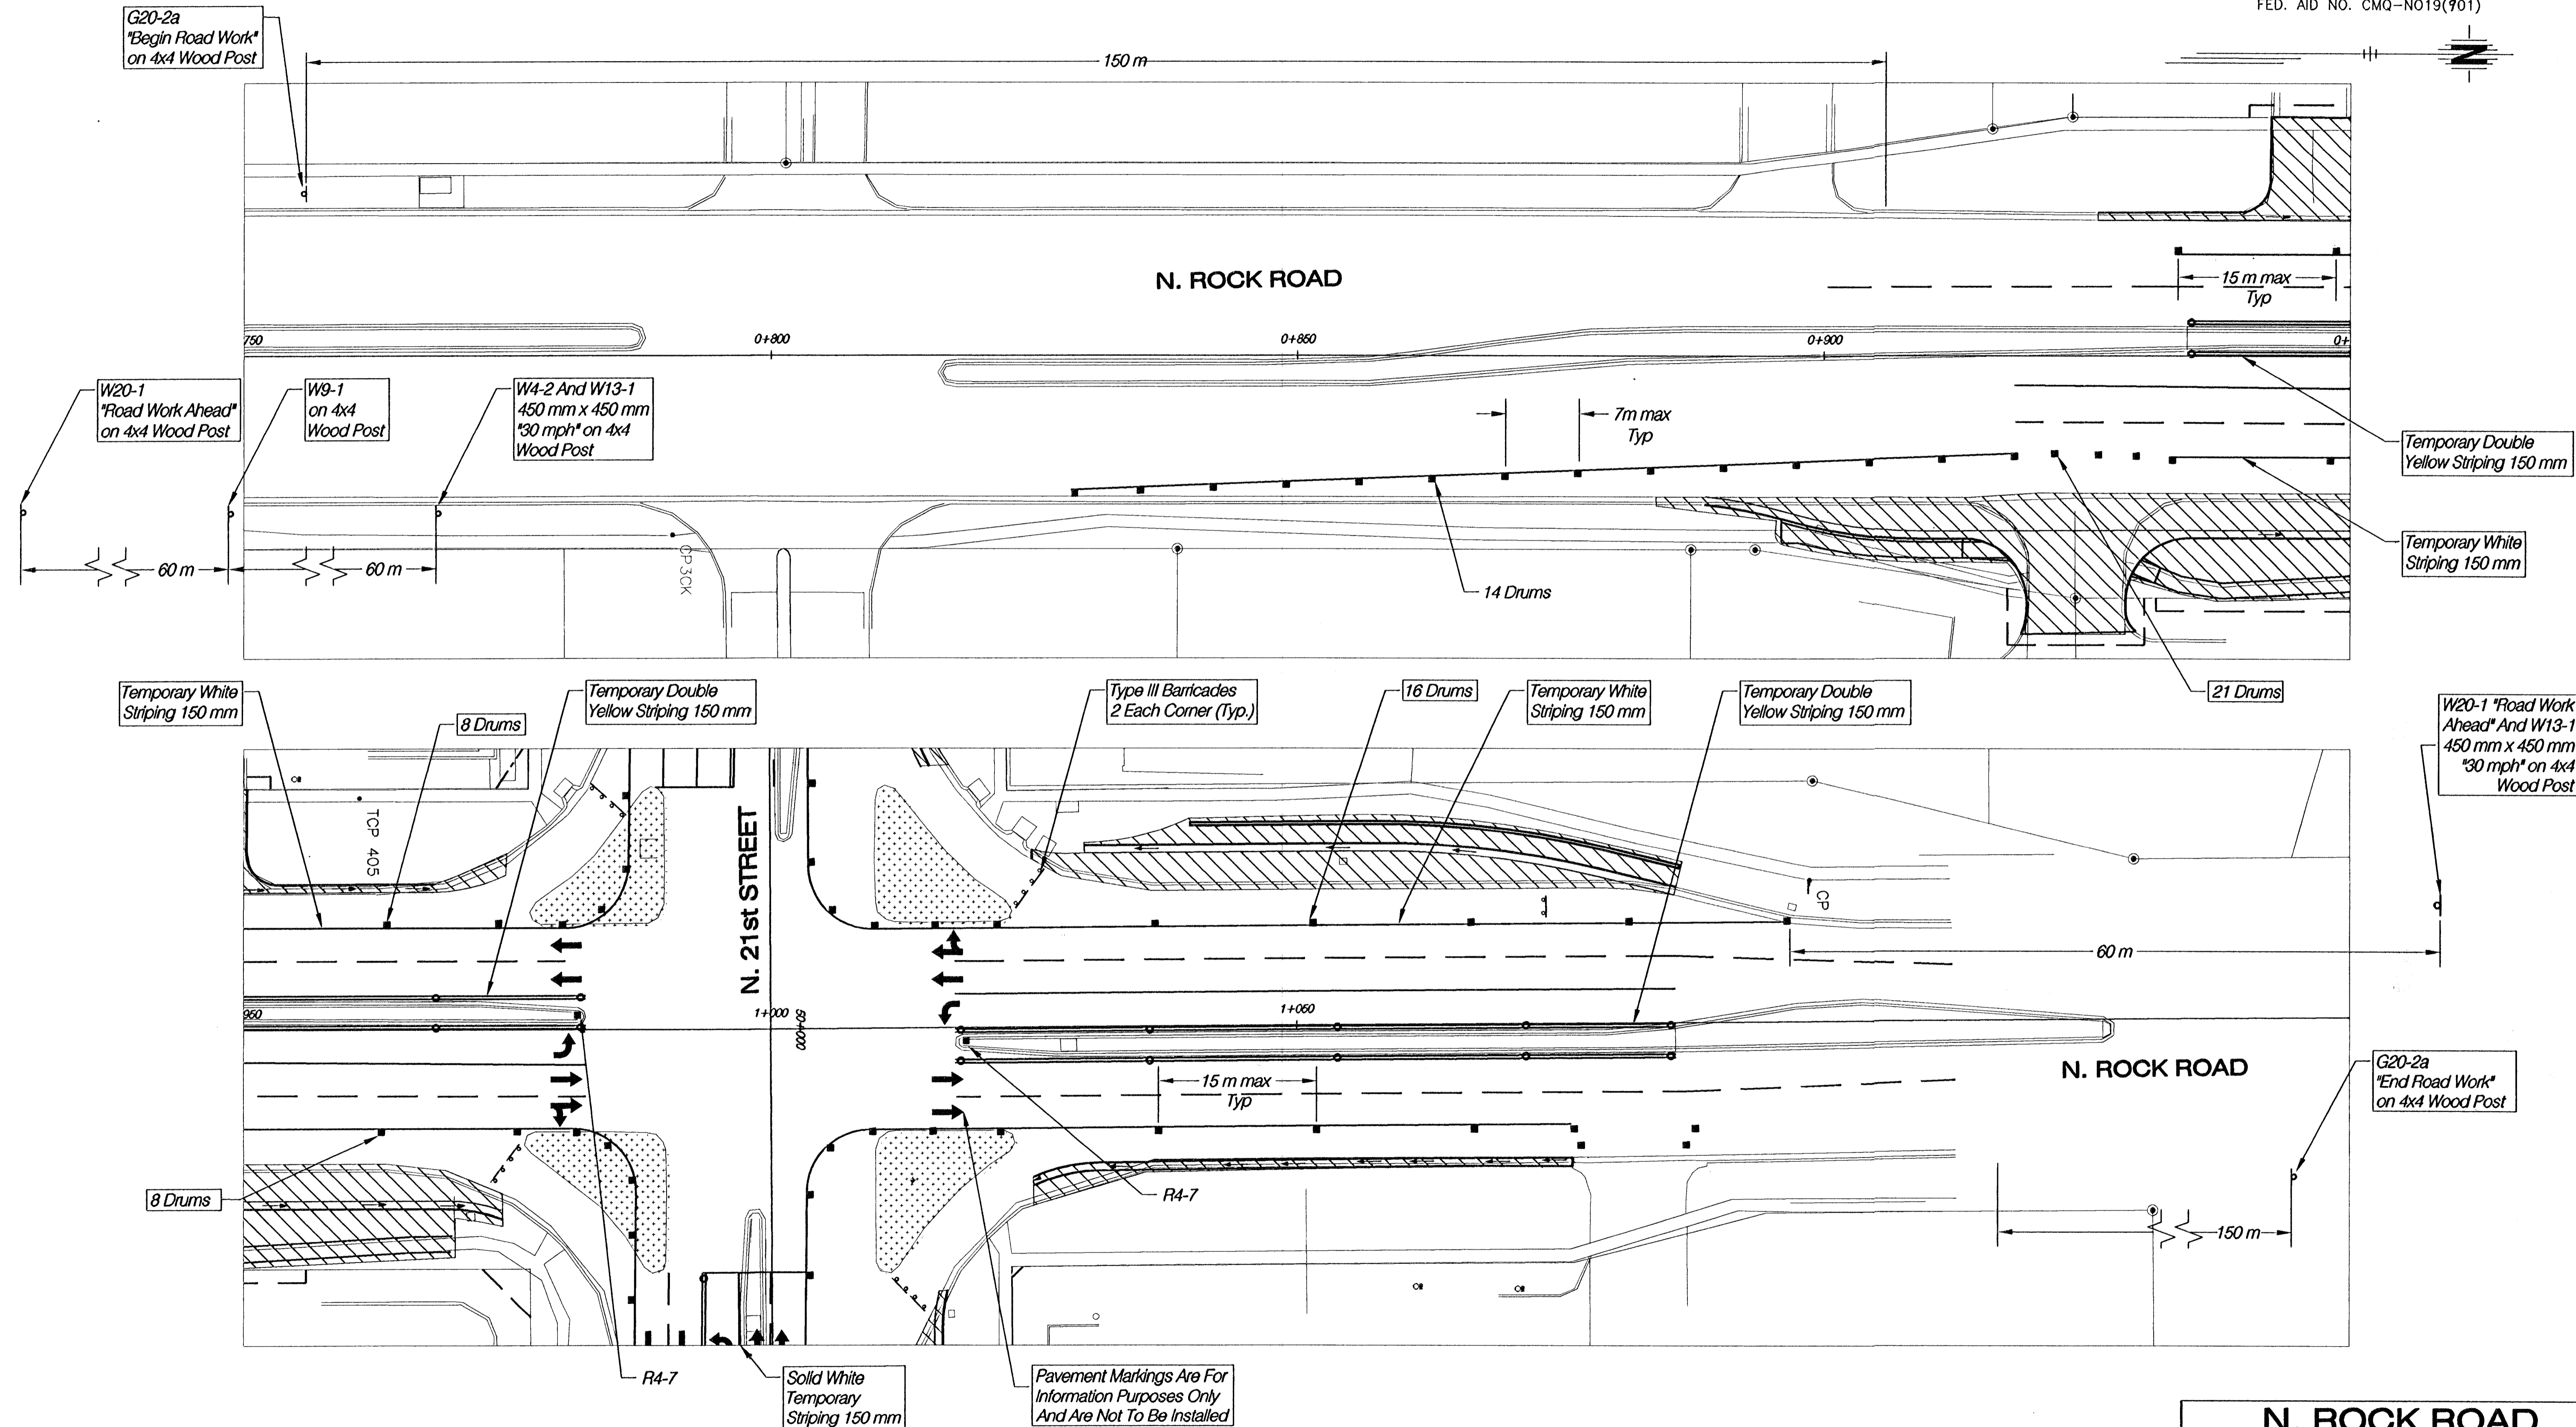 FED. AID NO. CMQ-N019(901)
N
G20-2a
"Begin Road Work"
on 4x4 Wood Post
150 m
N. ROCK ROAD
15 m max
Typ
750
0+800
0+850
0+900
0+
W20-1
"Road Work Ahead"
on 4x4 Wood Post
W9-1
on 4x4
Wood Post
W4-2 And W13-1
450 mm x 450 mm
"30 mph" on 4x4
Wood Post
7m max
Typ
Temporary Double
Yellow Striping 150 mm
Temporary White
Striping 150 mm
60 m
60 m
CP 3CK
14 Drums
21 Drums
Temporary White
Striping 150 mm
8 Drums
Temporary Double
Yellow Striping 150 mm
Type III Barricades
2 Each Corner (Typ.)
16 Drums
Temporary White
Striping 150 mm
Temporary Double
Yellow Striping 150 mm
W20-1 "Road Work
Ahead" And W13-1
450 mm x 450 mm
"30 mph" on 4x4
Wood Post
TCP 405
N. 21st STREET
CP
60 m
950
1+000
50+000
1+050
N. ROCK ROAD
15 m max
Typ
G20-2a
"End Road Work"
on 4x4 Wood Post
8 Drums
R4-7
150 m
R4-7
Solid White
Temporary
Striping 150 mm
Pavement Markings Are For
Information Purposes Only
And Are Not To Be Installed
N. ROCK ROAD